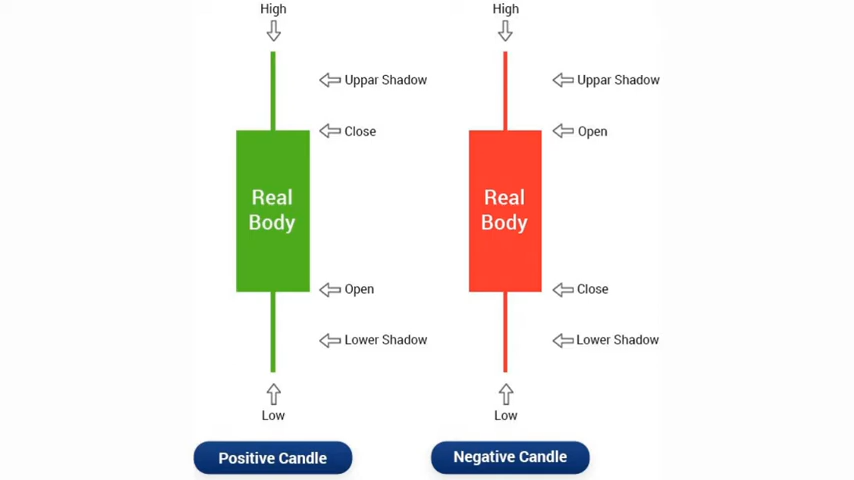 High
Uppar Shadow
Close
Real
Body
Open
Lower Shadow
Low
Positive Candle
High
Uppar Shadow
Open
Real
Body
Close
Lower Shadow
Low
Negative Candle